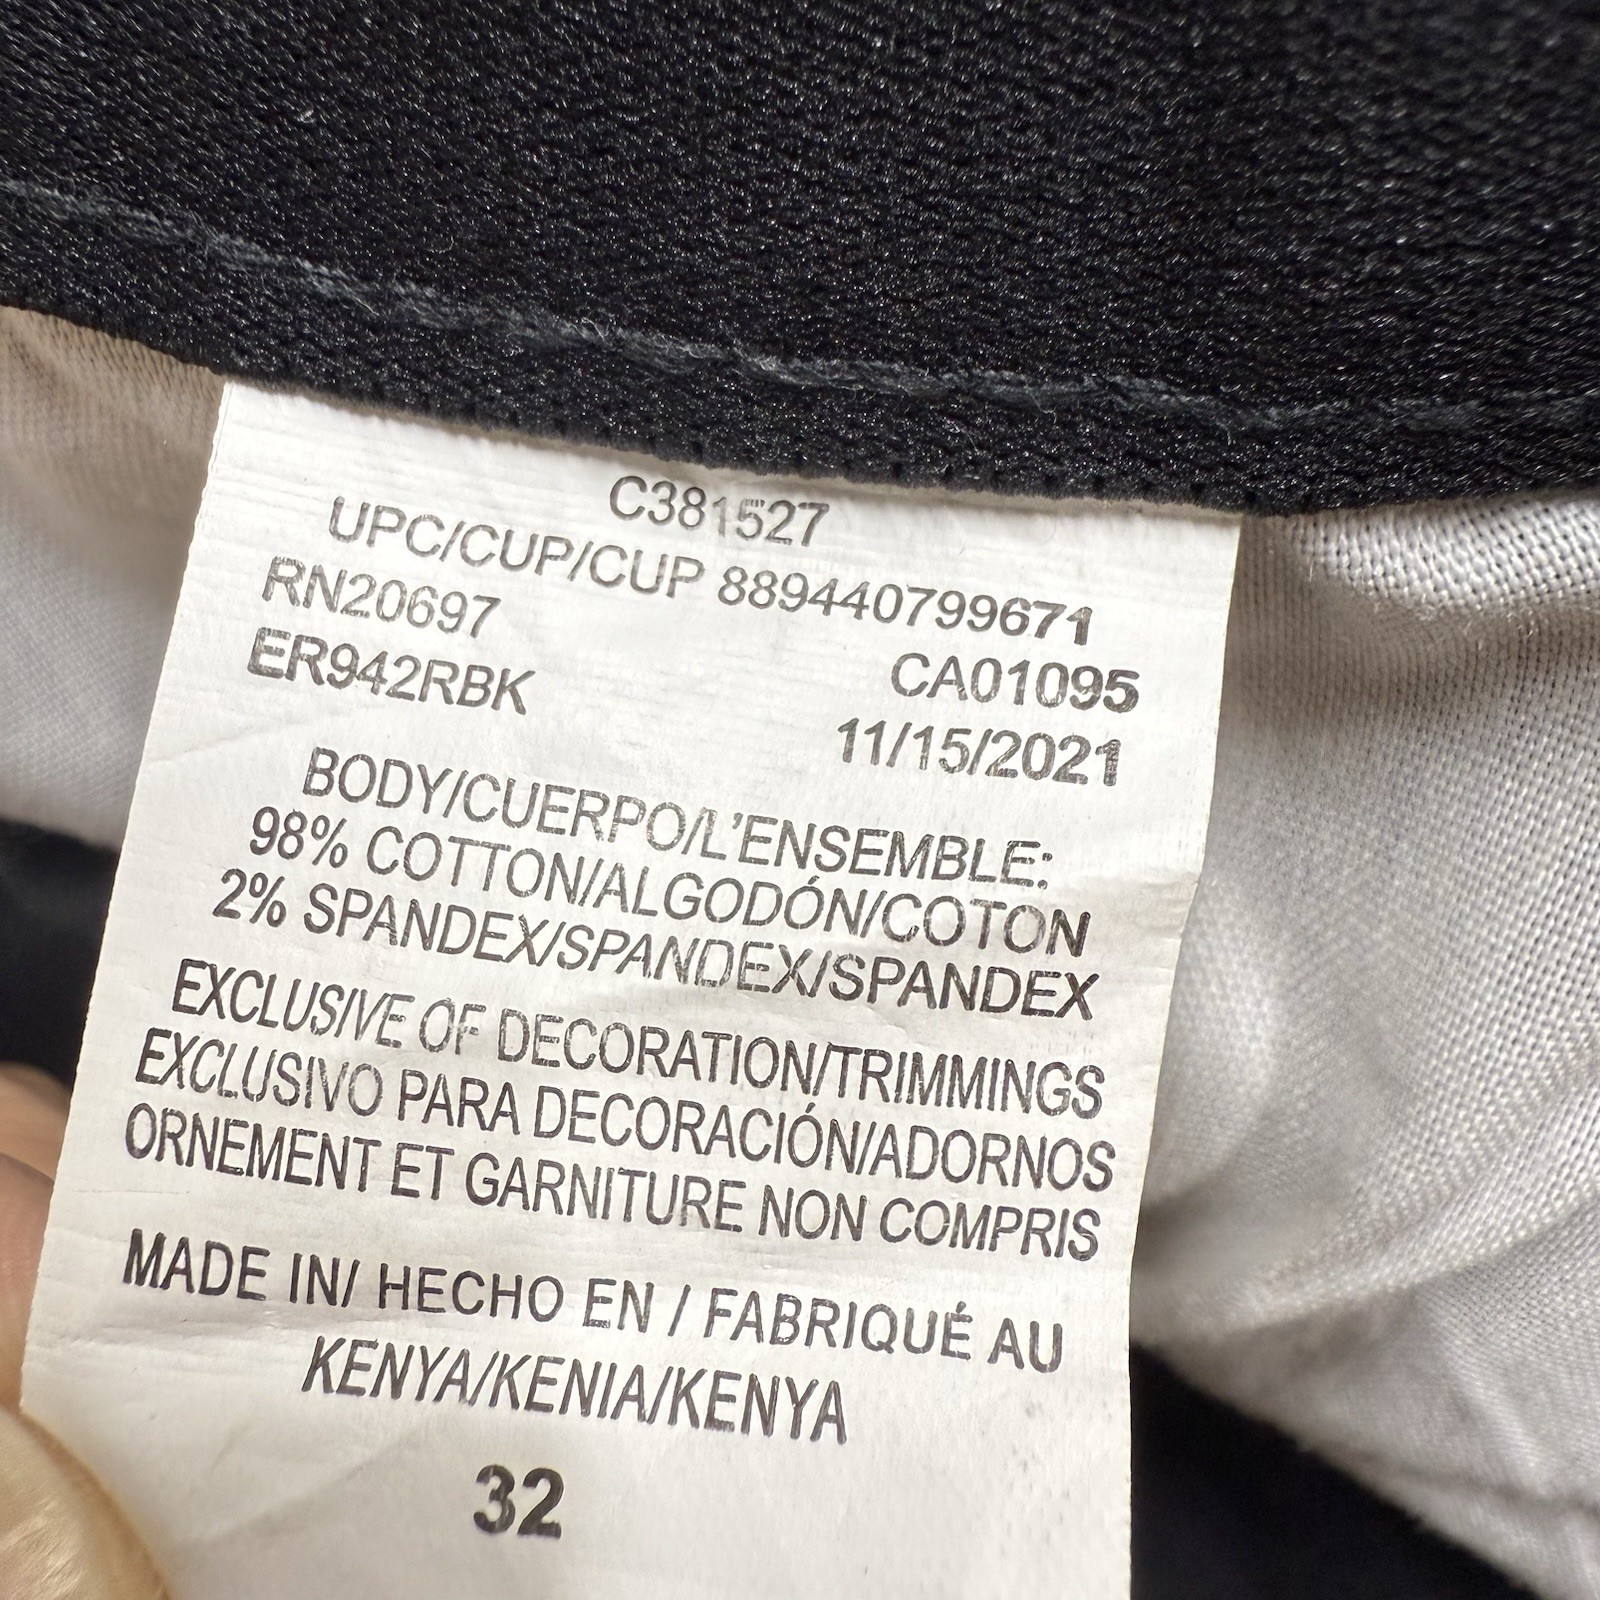 C381527
UPC/CUP/CUP 889440799671
RN20697
CA01095
ER942RBK
11/15/2021
BODY/CUERPO/L'ENSEMBLE:
98% COTTON/ALGODÓN/COTON
2% SPANDEX/SPANDEX/SPANDEX
EXCLUSIVE OF DECORATION/TRIMMINGS
EXCLUSIVO PARA DECORACIÓN/ADORNOS
ORNEMENT ET GARNITURE NON COMPRIS
MADE IN/ HECHO EN / FABRIQUÉ AU
KENYA/KENIA/KENYA
32